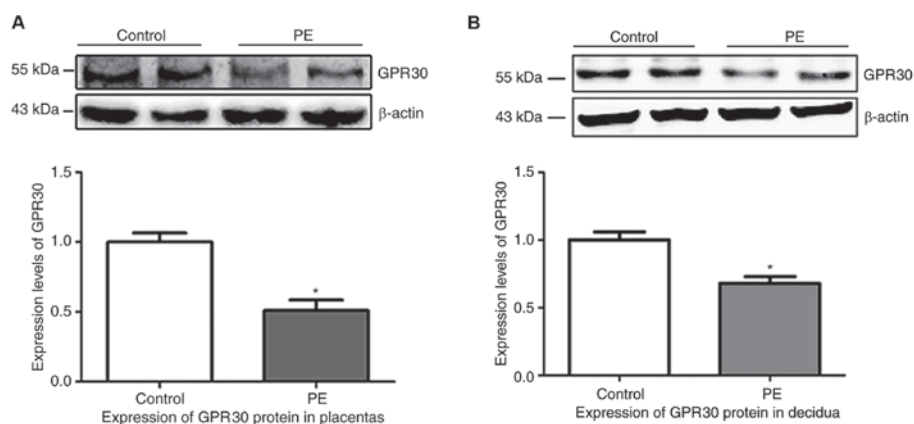 A
Control PE
55 kDa GPR30
43 kDa β-actin
1.5
1.0
0.5
0.0
Expression levels of GPR30
*
Control PE
Expression of GPR30 protein in placentas
B
Control PE
55 kDa GPR30
43 kDa β-actin
1.5
1.0
0.5
0.0
Expression levels of GPR30
*
Control PE
Expression of GPR30 protein in decidua